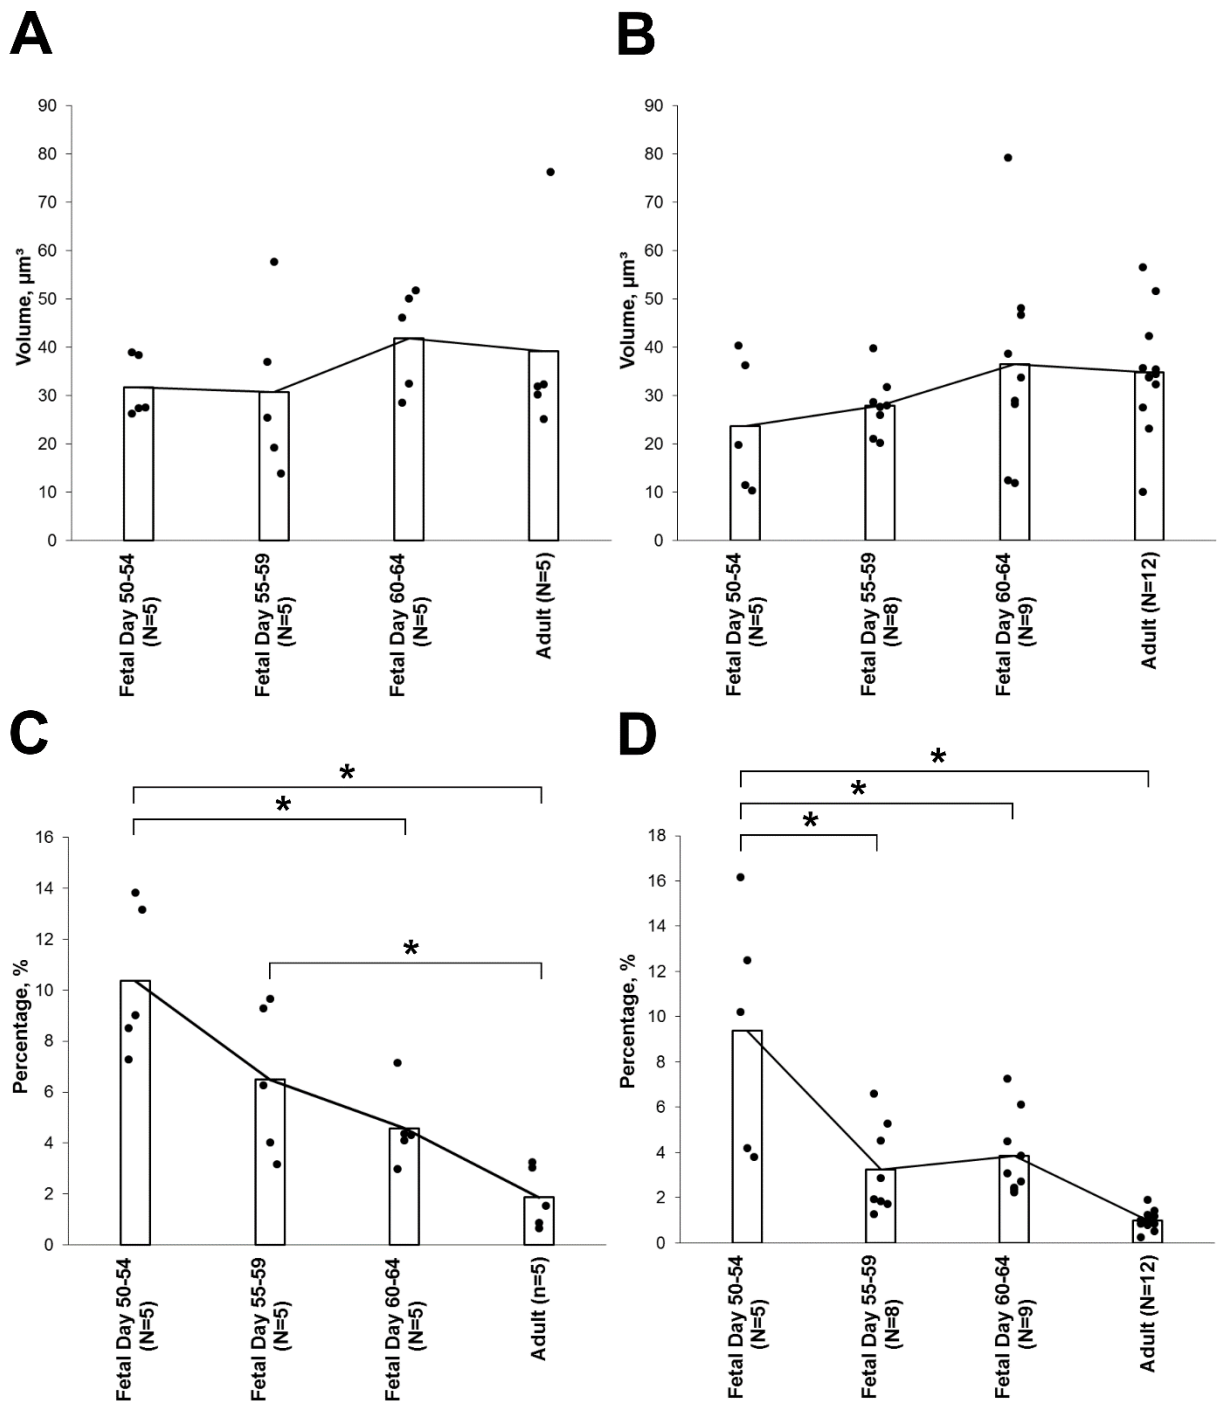 A
B
90
80
70
60
50
40
30
20
10
0
Volume, μm³
Fetal Day 50-54
(N=5)
Fetal Day 55-59
(N=5)
Fetal Day 60-64
(N=5)
Adult (N=5)
90
80
70
60
50
40
30
20
10
0
Volume, μm³
Fetal Day 50-54
(N=5)
Fetal Day 55-59
(N=8)
Fetal Day 60-64
(N=9)
Adult (N=12)
C
D
*
*
*
16
14
12
10
8
6
4
2
0
Percentage, %
Fetal Day 50-54
(N=5)
Fetal Day 55-59
(N=5)
Fetal Day 60-64
(N=5)
Adult (n=5)
*
*
*
18
16
14
12
10
8
6
4
2
0
Percentage, %
Fetal Day 50-54
(N=5)
Fetal Day 55-59
(N=8)
Fetal Day 60-64
(N=9)
Adult (N=12)